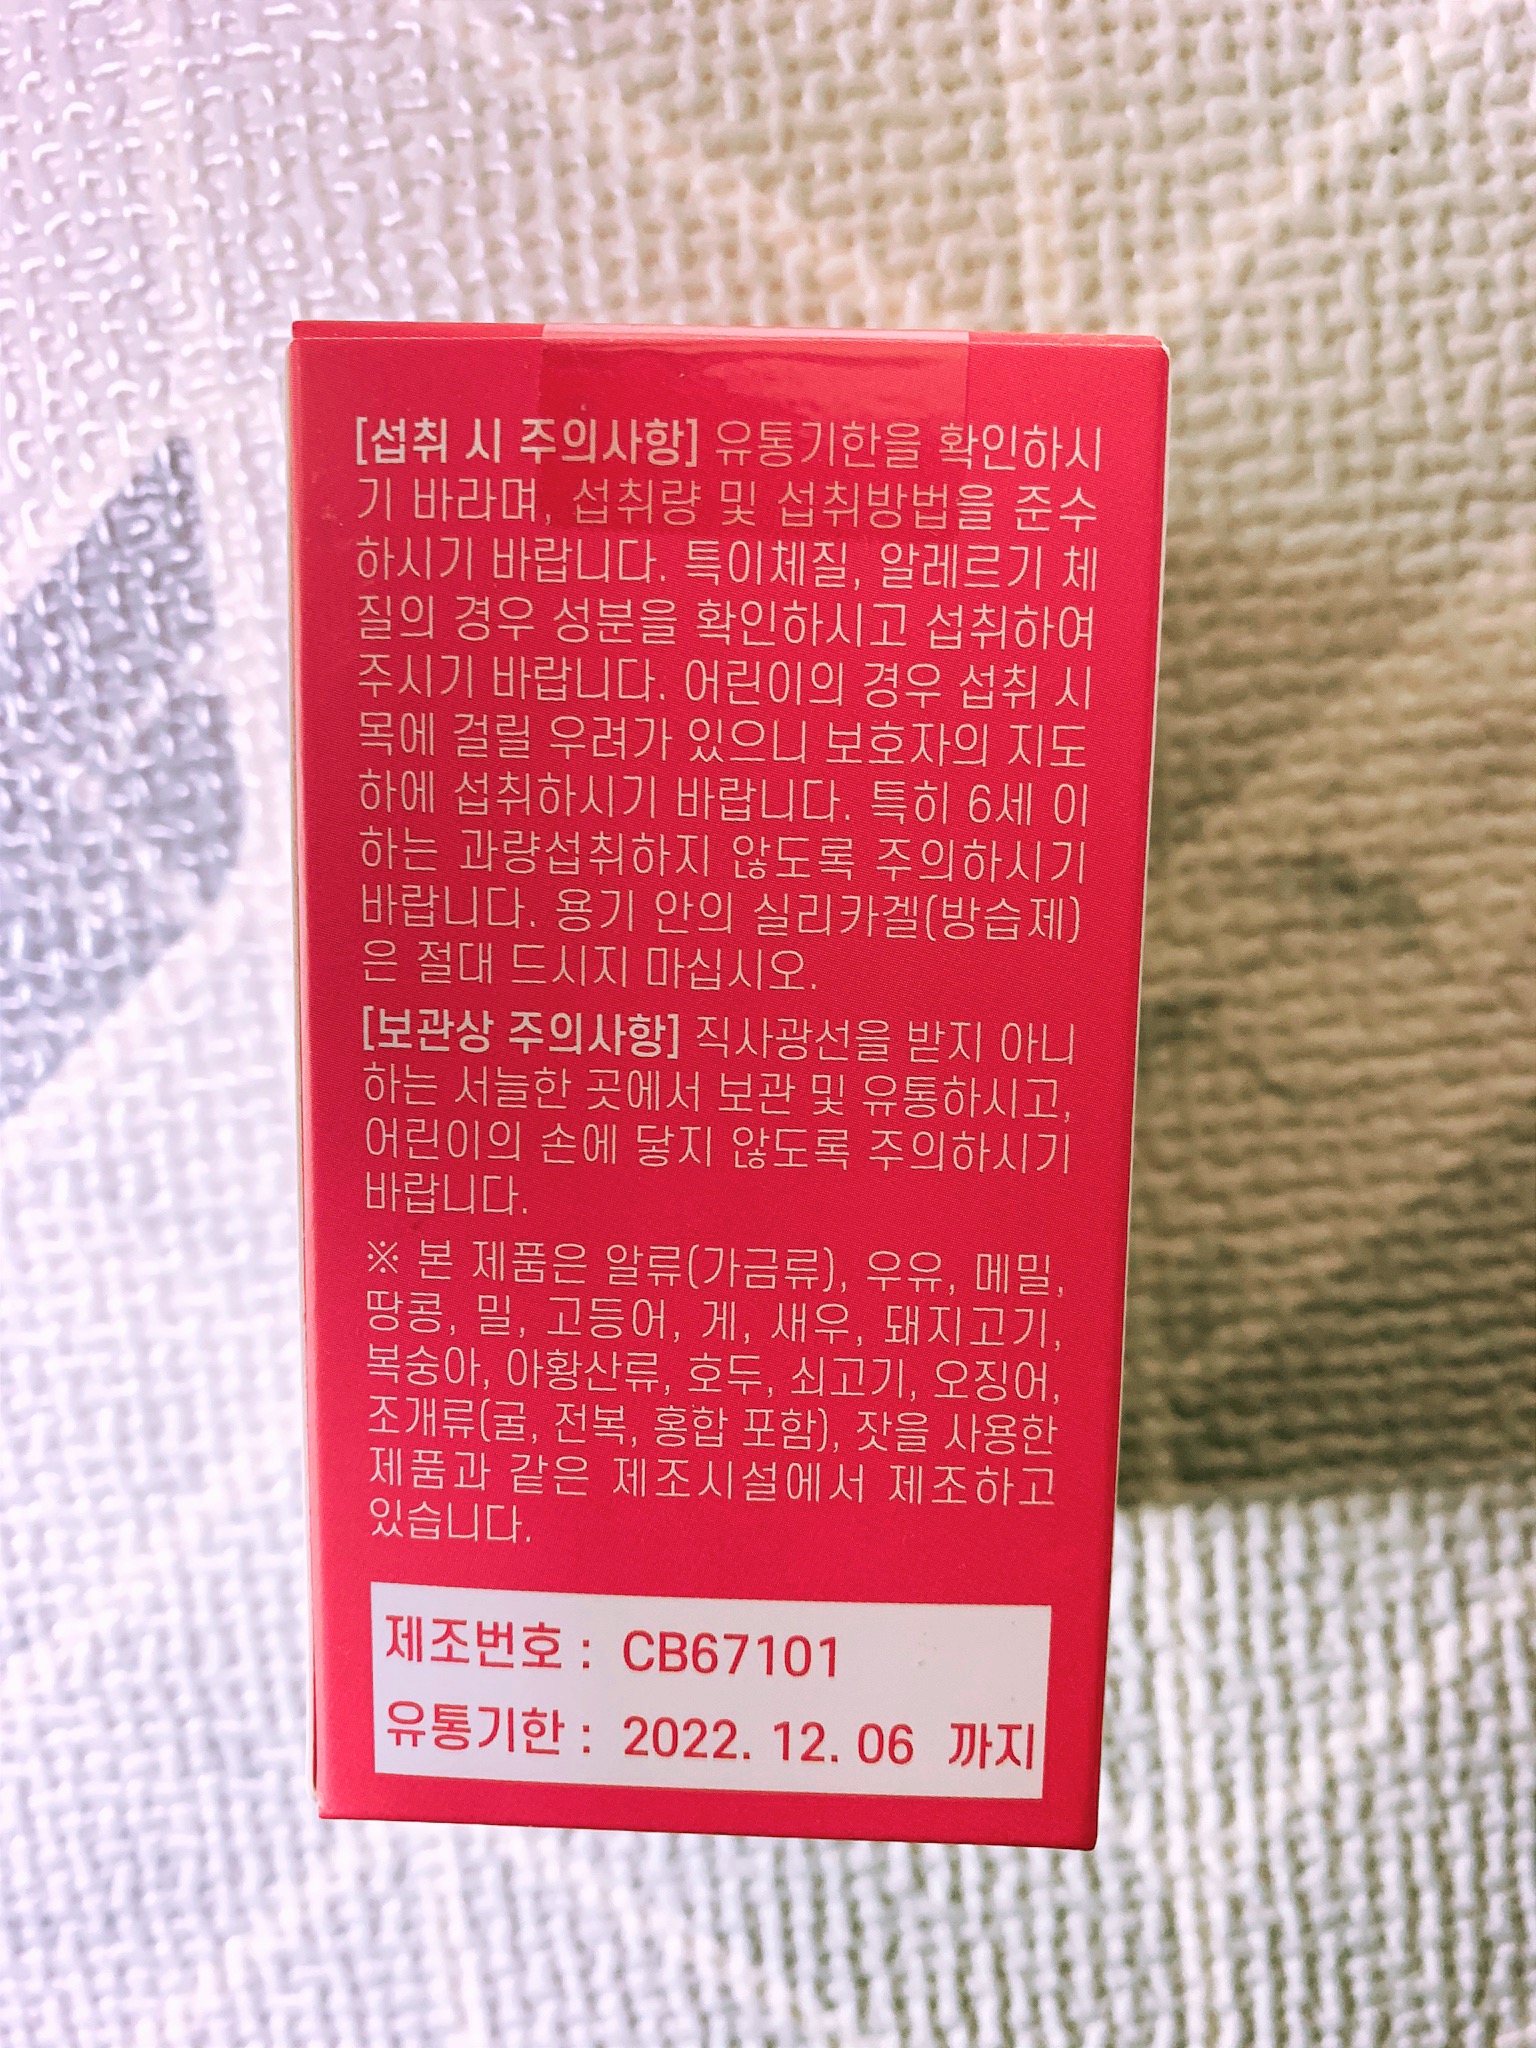 [섭취 시 주의사항] 유통기한을 확인하시
기 바라며, 섭취량 및 섭취방법을 준수
하시기 바랍니다. 특이체질, 알레르기 체
질의 경우 성분을 확인하시고 섭취하여
주시기 바랍니다. 어린이의 경우 섭취 시
목에 걸릴 우려가 있으니 보호자의 지도
하에 섭취하시기 바랍니다. 특히 6세 이
하는 과량섭취하지 않도록 주의하시기
바랍니다. 용기 안의 실리카겔(방습제)
은 절대 드시지 마십시오.
[보관상 주의사항] 직사광선을 받지 아니
하는 서늘한 곳에서 보관 및 유통하시고,
어린이의 손에 닿지 않도록 주의하시기
바랍니다.
※ 본 제품은 알류(가금류), 우유, 메밀,
땅콩, 밀, 고등어, 게, 새우, 돼지고기,
복숭아, 아황산류, 호두, 쇠고기, 오징어,
조개류(굴, 전복, 홍합 포함), 잣을 사용한
제품과 같은 제조시설에서 제조하고
있습니다.
제조번호 : CB67101
유통기한 : 2022. 12. 06 까지